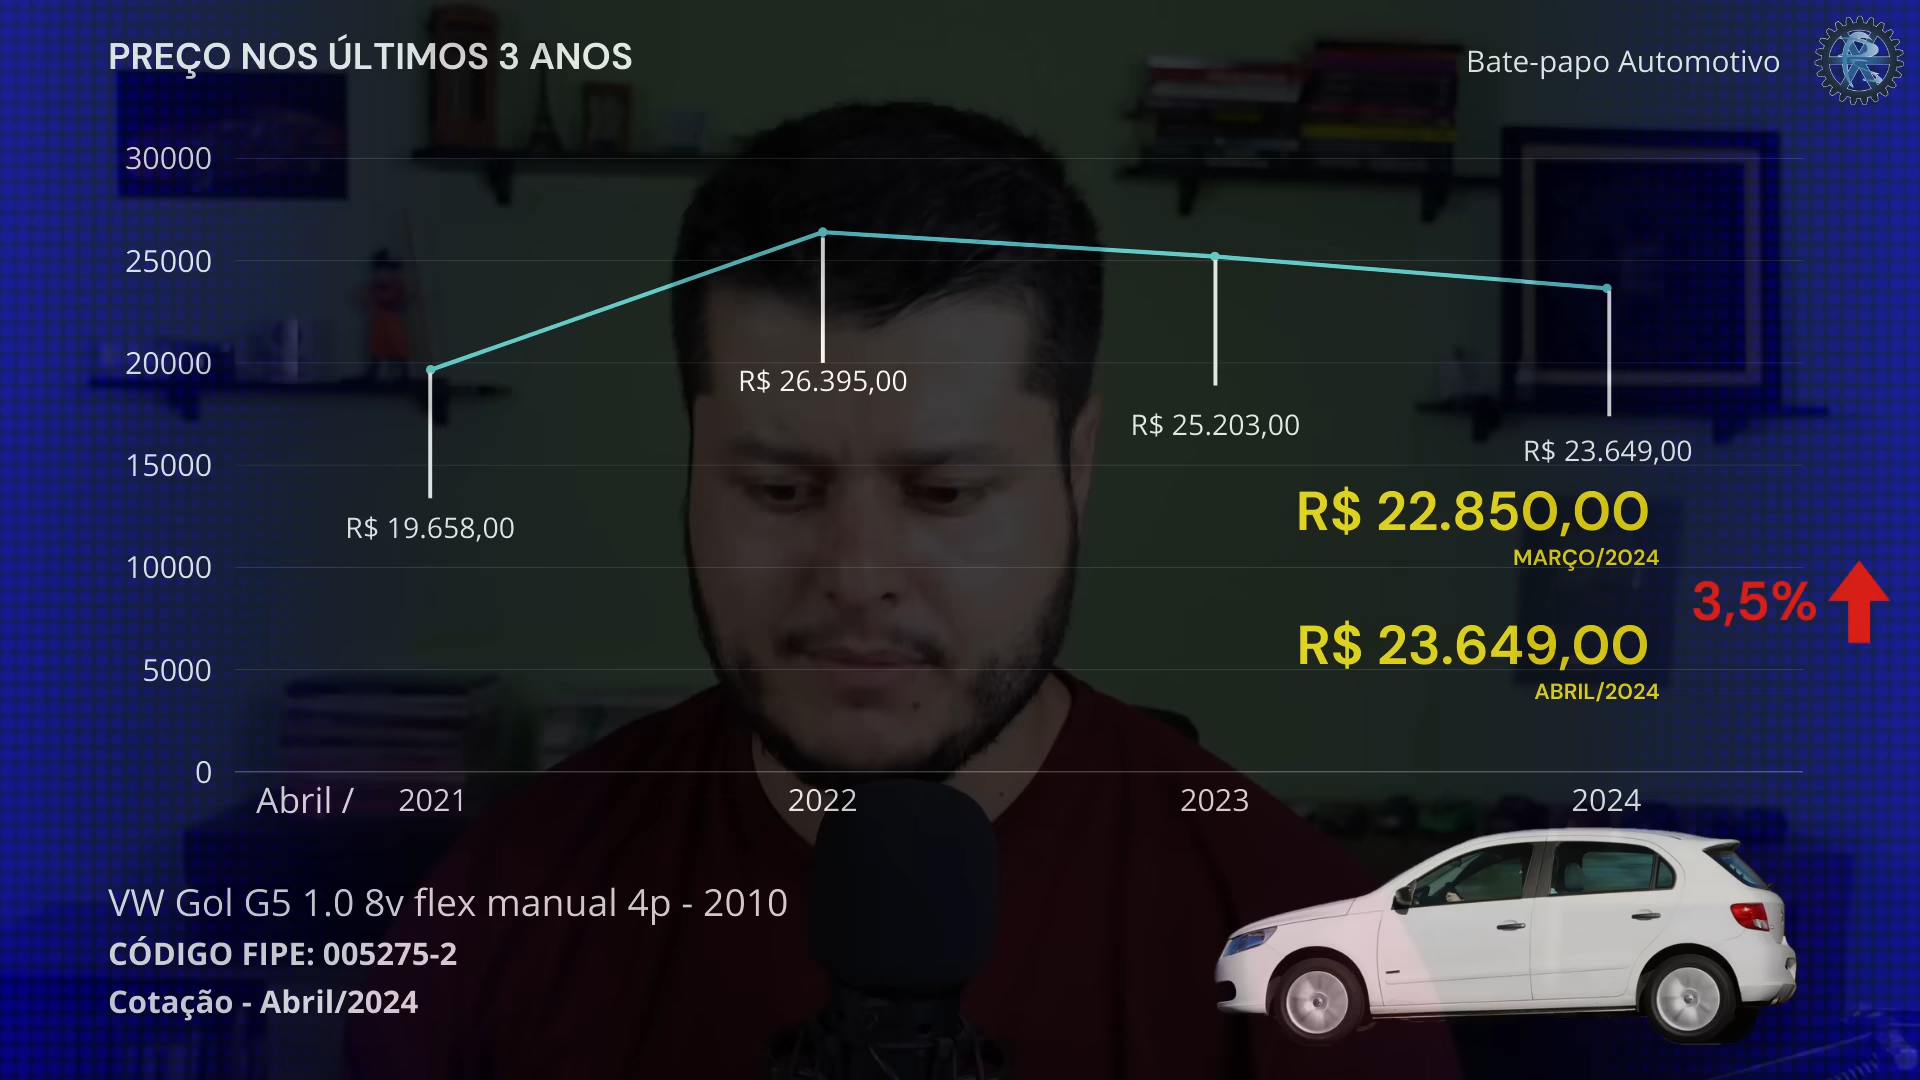 PREÇO NOS ÚLTIMOS 3 ANOS
Bate-papo Automotivo
30000
25000
20000
15000
10000
5000
0
R$ 19.658,00
R$ 26.395,00
R$ 25.203,00
R$ 23.649,00
R$ 22.850,00
MARÇO/2024
3,5%
R$ 23.649,00
ABRIL/2024
Abril / 2021 2022 2023 2024
VW Gol G5 1.0 8v flex manual 4p - 2010
CÓDIGO FIPE: 005275-2
Cotação - Abril/2024